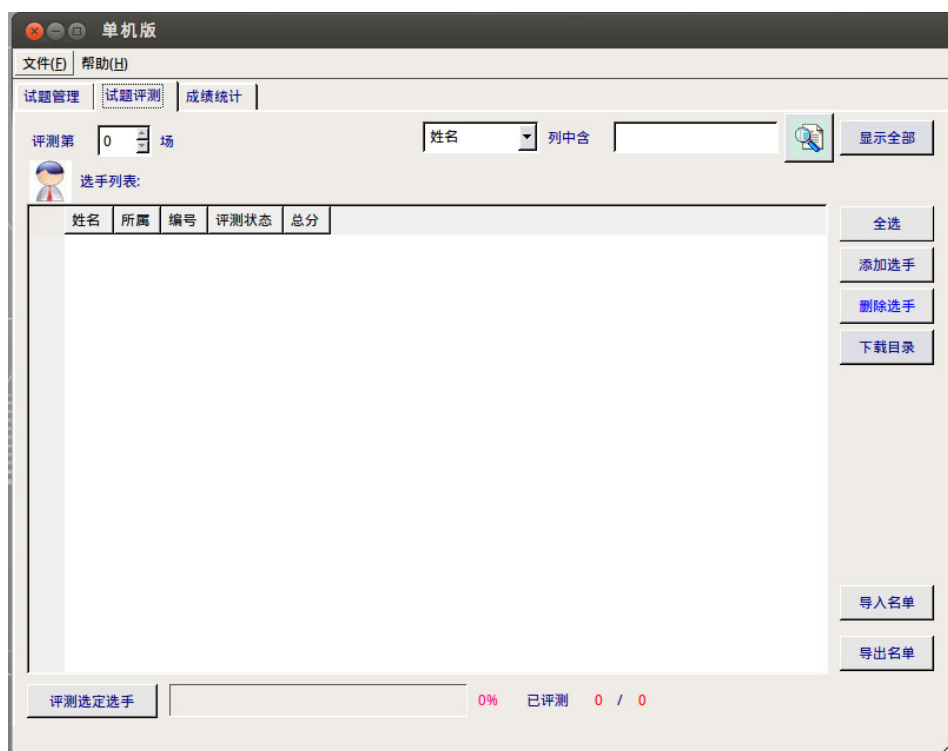 单机版
文件(F) 帮助(H)
试题管理 试题评测 成绩统计
评测第 0 场 姓名 列中含 显示全部
选手列表:
姓名 所属 编号 评测状态 总分
全选
添加选手
删除选手
下载目录
导入名单
导出名单
评测选定选手 0% 已评测 0 / 0